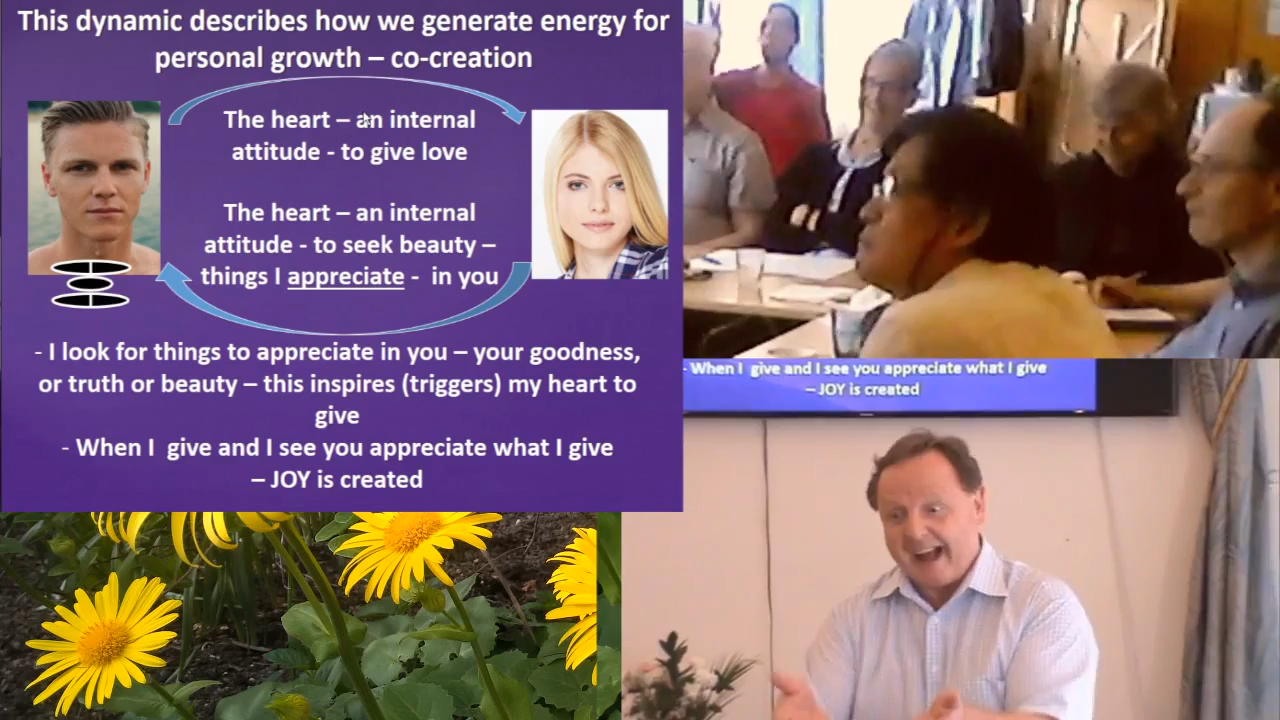 This dynamic describes how we generate energy for
personal growth – co-creation
The heart – an internal
attitude - to give love
The heart – an internal
attitude - to seek beauty –
things I appreciate - in you
- I look for things to appreciate in you – your goodness,
or truth or beauty – this inspires (triggers) my heart to
give
- When I give and I see you appreciate what I give
– JOY is created
- When I give and I see you appreciate what I give
– JOY is created